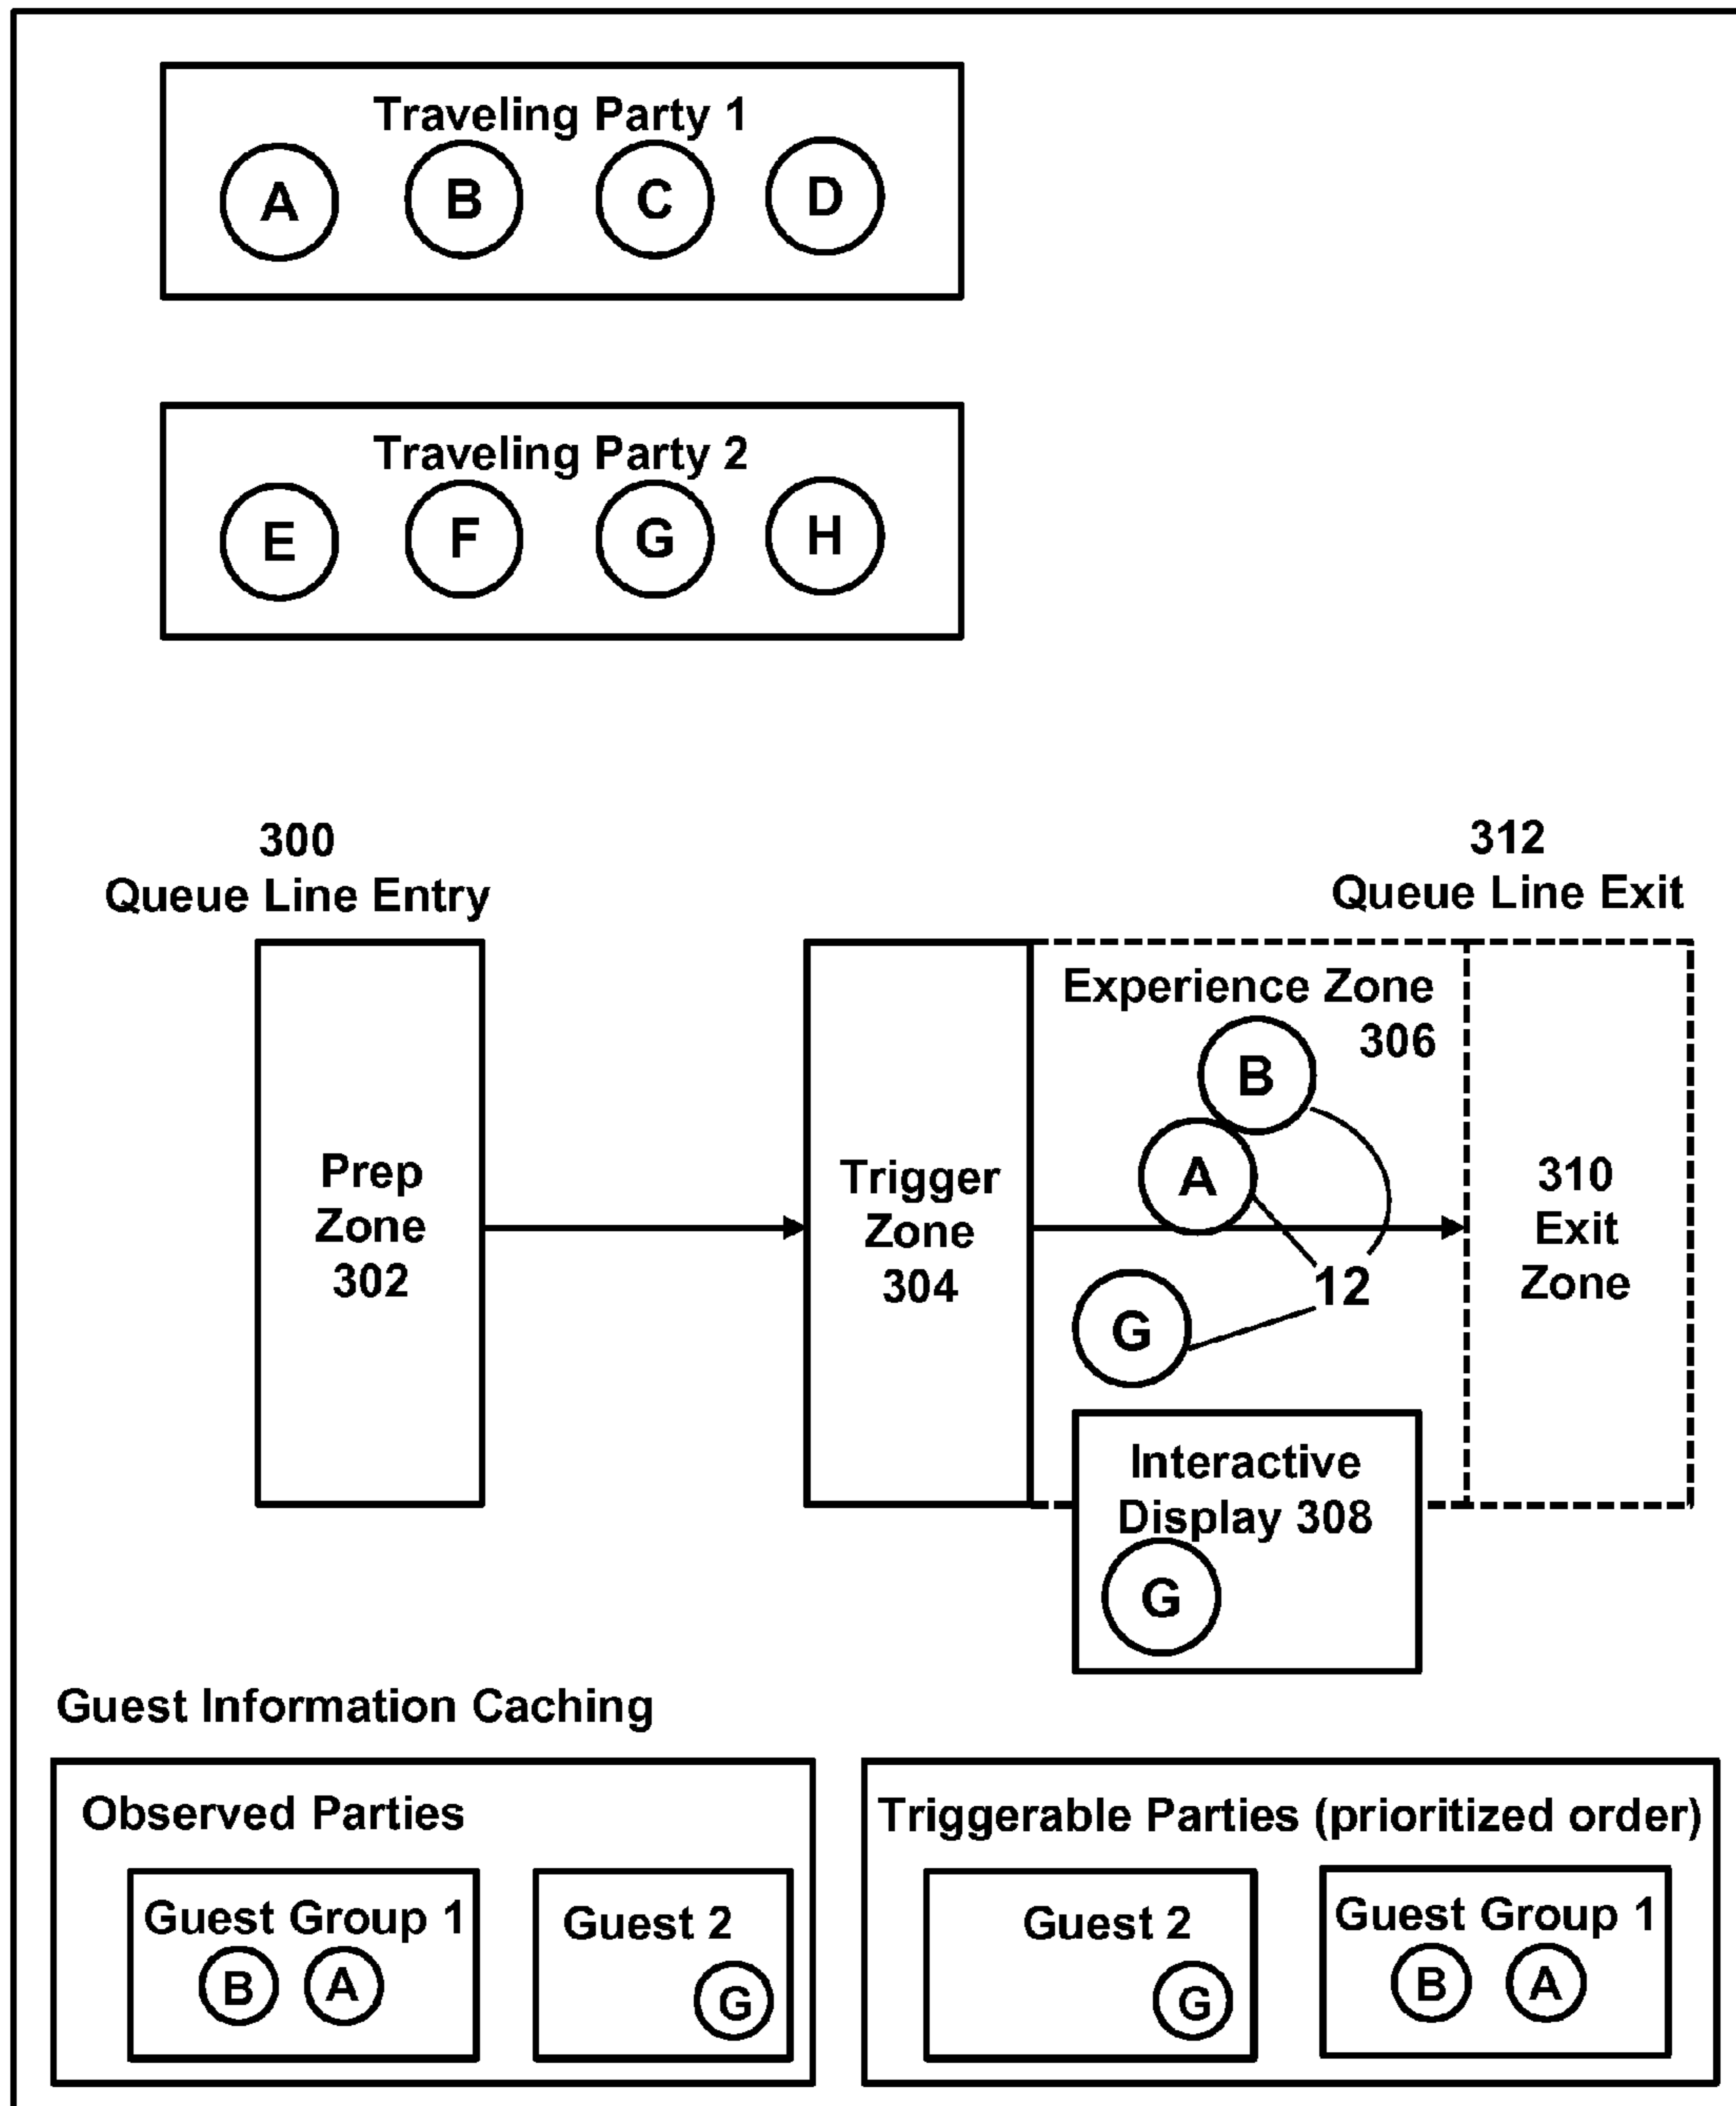 Traveling Party 1
A B C D
Traveling Party 2
E F G H
300
Queue Line Entry
312
Queue Line Exit
Prep
Zone
302
Trigger
Zone
304
Experience Zone
306
B
A
12
G
310
Exit
Zone
Interactive
Display 308
G
Guest Information Caching
Observed Parties
Guest Group 1
B A
Guest 2
G
Triggerable Parties (prioritized order)
Guest 2
G
Guest Group 1
B A